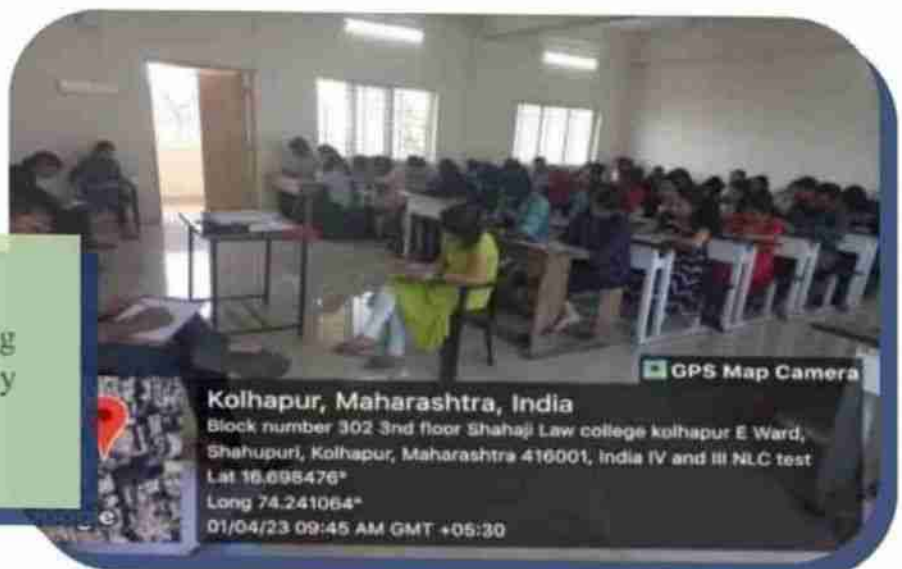 g
y
GPS Map Camera
Kolhapur, Maharashtra, India
Block number 302 3nd floor Shahaji Law college kolhapur E Ward,
Shahupuri, Kolhapur, Maharashtra 416001, India IV and III NLC test
Lat 16.698476°
Long 74.241064°
01/04/23 09:45 AM GMT +05:30